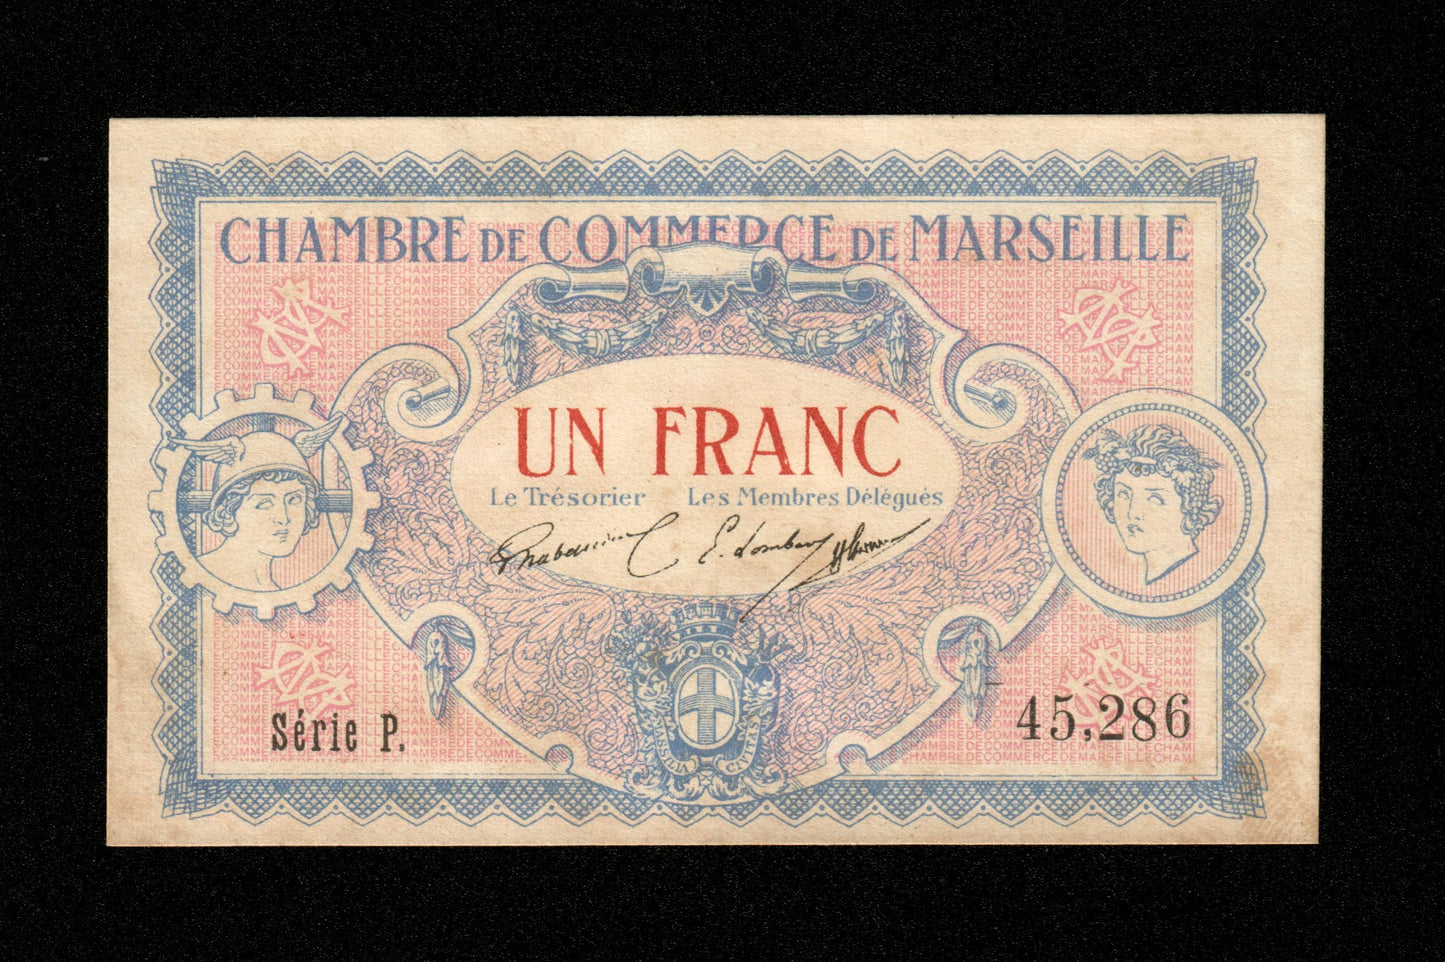 CHAMBRE DE COMMERCE DE MARSEILLE
UN FRANC
Le Trésorier Les Membres Délégués
Série P.
45,286